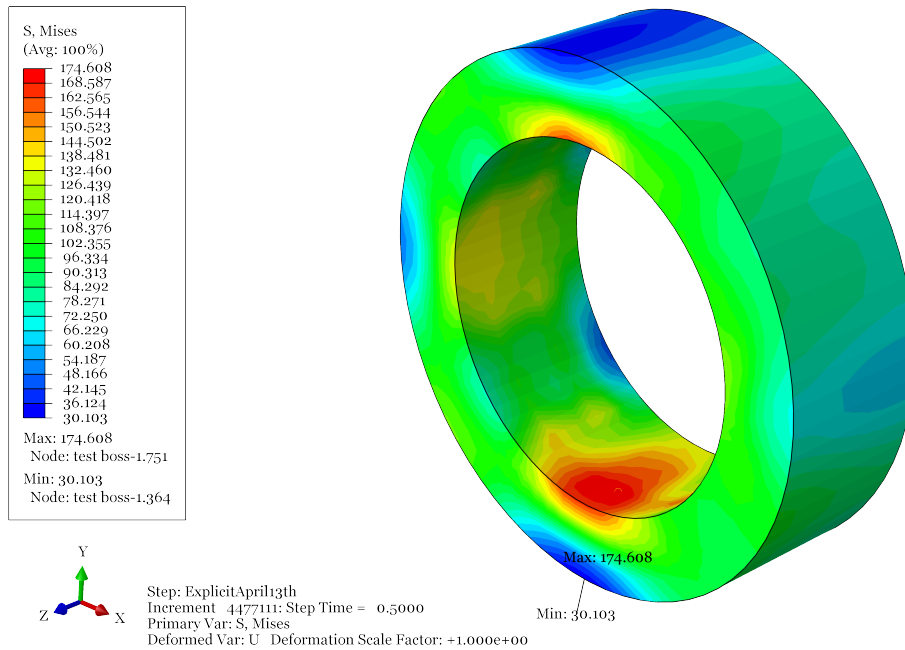 S, Mises
(Avg: 100%)
174.608
168.587
162.565
156.544
150.523
144.502
138.481
132.460
126.439
120.418
114.397
108.376
102.355
96.334
90.313
84.292
78.271
72.250
66.229
60.208
54.187
48.166
42.145
36.124
30.103
Max: 174.608
Node: test boss-1.751
Min: 30.103
Node: test boss-1.364
Max: 174.608
Min: 30.103
Y
Z
X
Step: ExplicitApril13th
Increment 4477111: Step Time = 0.5000
Primary Var: S, Mises
Deformed Var: U Deformation Scale Factor: +1.000e+00